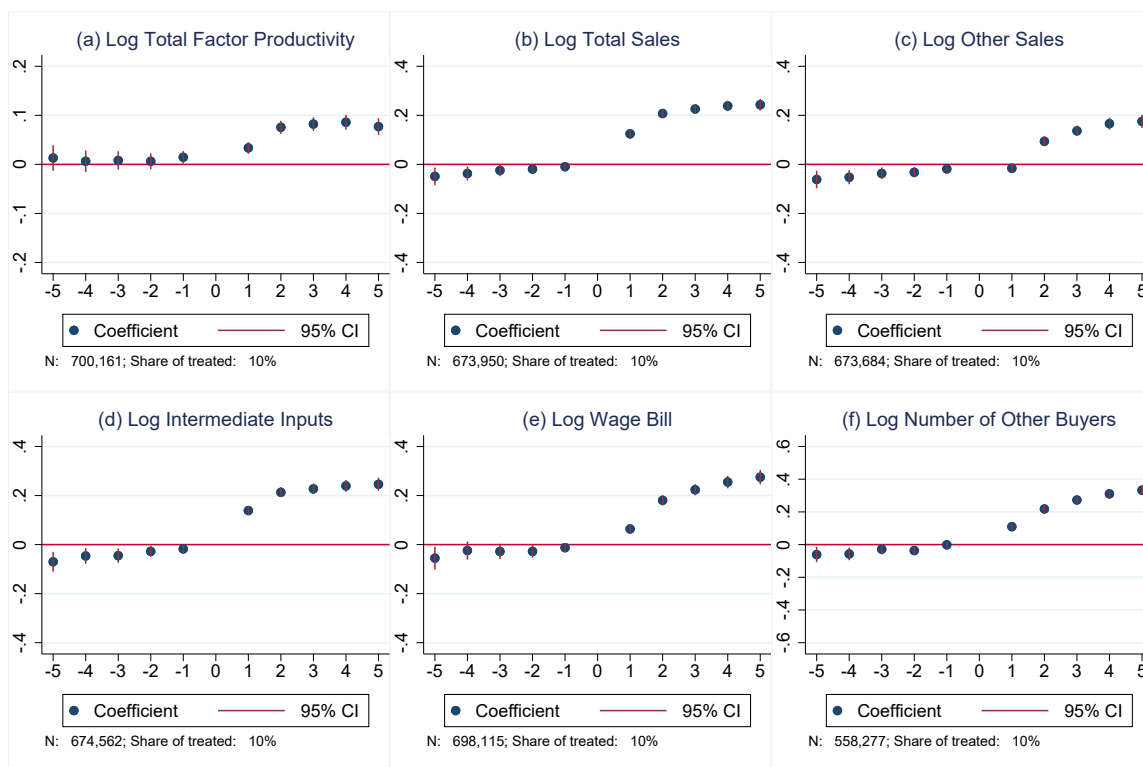 (a) Log Total Factor Productivity
.2
.1
0
-.1
-.2
-5 -4 -3 -2 -1 0 1 2 3 4 5
Coefficient 95% CI
N: 700,161; Share of treated: 10%
(b) Log Total Sales
.4
.2
0
-.2
-.4
-5 -4 -3 -2 -1 0 1 2 3 4 5
Coefficient 95% CI
N: 673,950; Share of treated: 10%
(c) Log Other Sales
.4
.2
0
-.2
-.4
-5 -4 -3 -2 -1 0 1 2 3 4 5
Coefficient 95% CI
N: 673,684; Share of treated: 10%
(d) Log Intermediate Inputs
.4
.2
0
-.2
-.4
-5 -4 -3 -2 -1 0 1 2 3 4 5
Coefficient 95% CI
N: 674,562; Share of treated: 10%
(e) Log Wage Bill
.4
.2
0
-.2
-.4
-5 -4 -3 -2 -1 0 1 2 3 4 5
Coefficient 95% CI
N: 698,115; Share of treated: 10%
(f) Log Number of Other Buyers
.6
.4
.2
0
-.2
-.4
-.6
-5 -4 -3 -2 -1 0 1 2 3 4 5
Coefficient 95% CI
N: 558,277; Share of treated: 10%